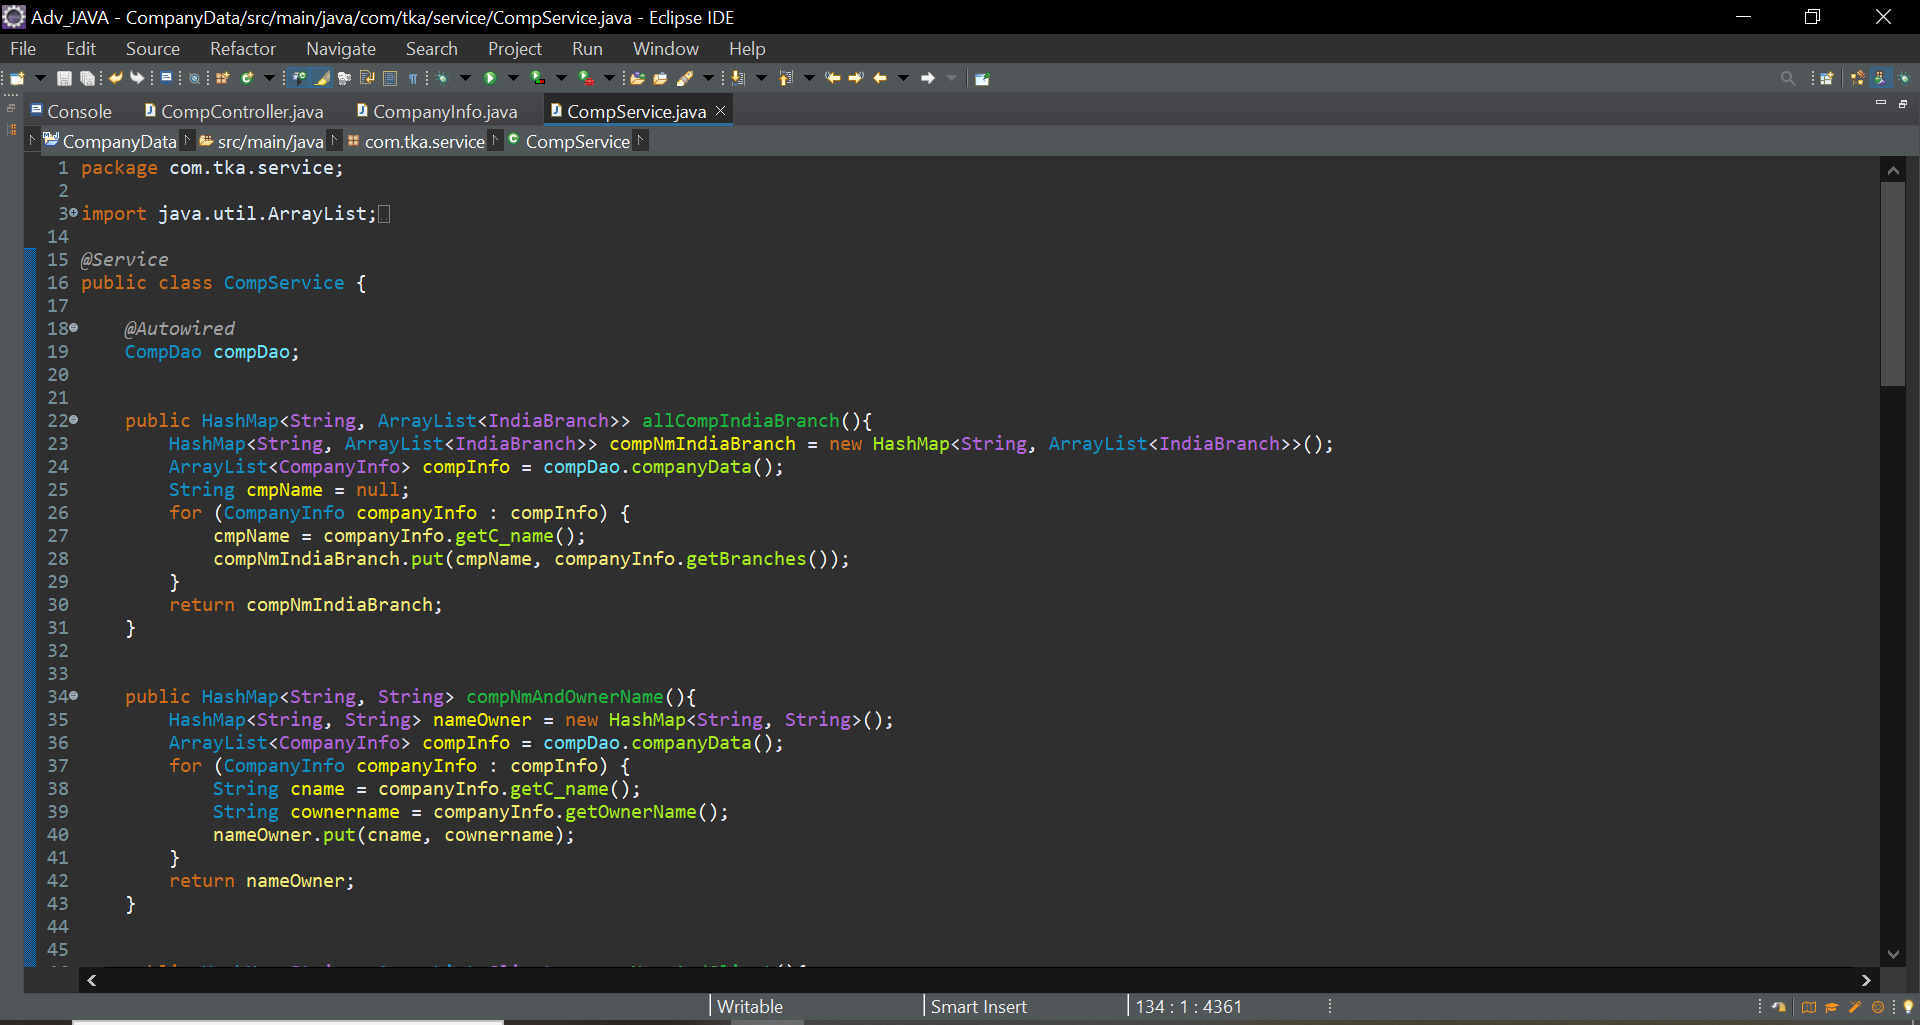 Adv_JAVA - CompanyData/src/main/java/com/tka/service/CompService.java - Eclipse IDE
File Edit Source Refactor Navigate Search Project Run Window Help
Console CompController.java CompanyInfo.java CompService.java
CompanyData src/main/java com.tka.service CompService
1 package com.tka.service;
2
3 import java.util.ArrayList;
14
15 @Service
16 public class CompService {
17
18 @Autowired
19 CompDao compDao;
20
21
22 public HashMap<String, ArrayList<IndiaBranch>> allCompIndiaBranch(){
23 HashMap<String, ArrayList<IndiaBranch>> compNmIndiaBranch = new HashMap<String, ArrayList<IndiaBranch>>();
24 ArrayList<CompanyInfo> compInfo = compDao.companyData();
25 String cmpName = null;
26 for (CompanyInfo companyInfo : compInfo) {
27 cmpName = companyInfo.getC_name();
28 compNmIndiaBranch.put(cmpName, companyInfo.getBranches());
29 }
30 return compNmIndiaBranch;
31 }
32
33
34 public HashMap<String, String> compNmAndOwnerName(){
35 HashMap<String, String> nameOwner = new HashMap<String, String>();
36 ArrayList<CompanyInfo> compInfo = compDao.companyData();
37 for (CompanyInfo companyInfo : compInfo) {
38 String cname = companyInfo.getC_name();
39 String cownername = companyInfo.getOwnerName();
40 nameOwner.put(cname, cownername);
41 }
42 return nameOwner;
43 }
44
45
Writable Smart Insert 134 : 1 : 4361